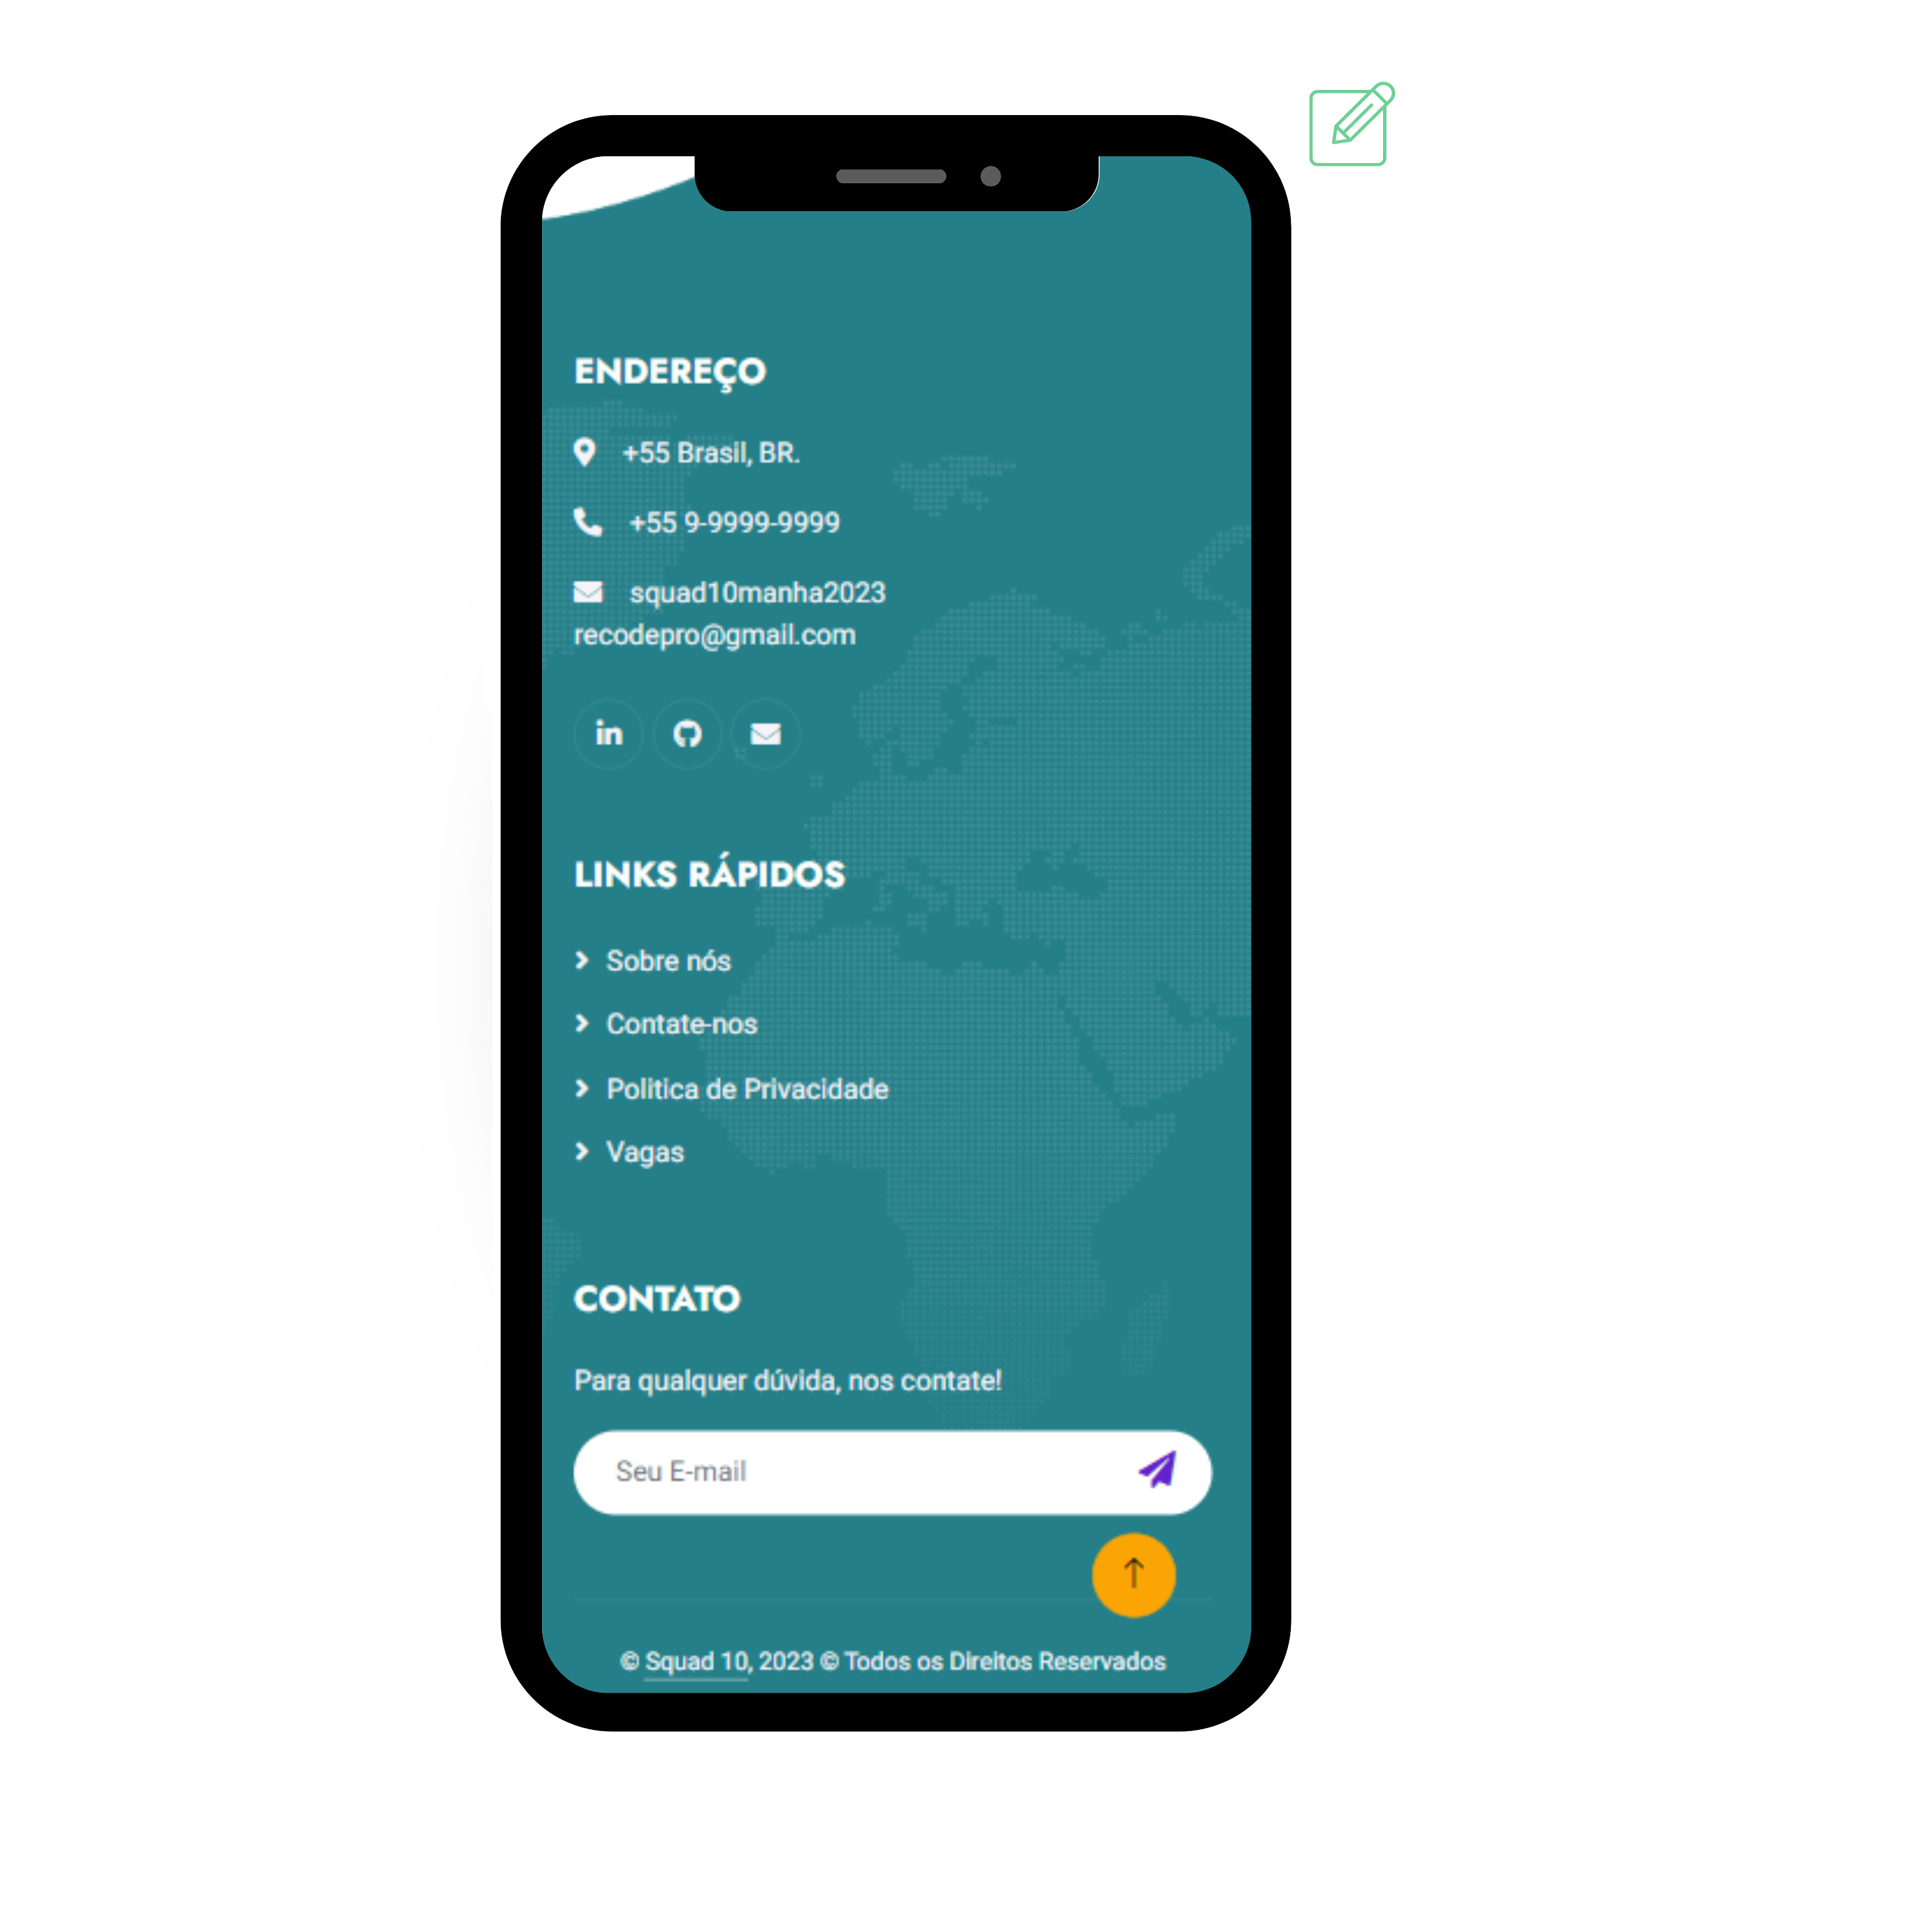 ENDEREÇO
+55 Brasil, BR.
+55 9-9999-9999
squad10manha2023
recodepro@gmail.com
in
LINKS RÁPIDOS
Sobre nós
Contate-nos
Politica de Privacidade
Vagas
CONTATO
Para qualquer dúvida, nos contate!
Seu E-mail
© Squad 10, 2023 © Todos os Direitos Reservados